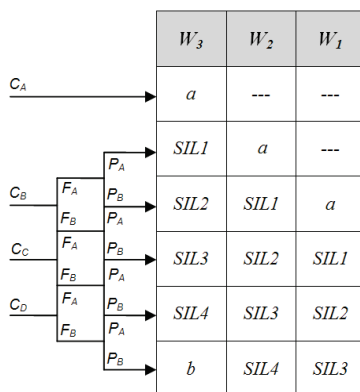 W3 W2 W1
CA a --- ---
PA SIL1 a ---
FA
CB PB SIL2 SIL1 a
FB PA
CC FA PB SIL3 SIL2 SIL1
FB PA
CD FA PB SIL4 SIL3 SIL2
FB PA
PB b SIL4 SIL3